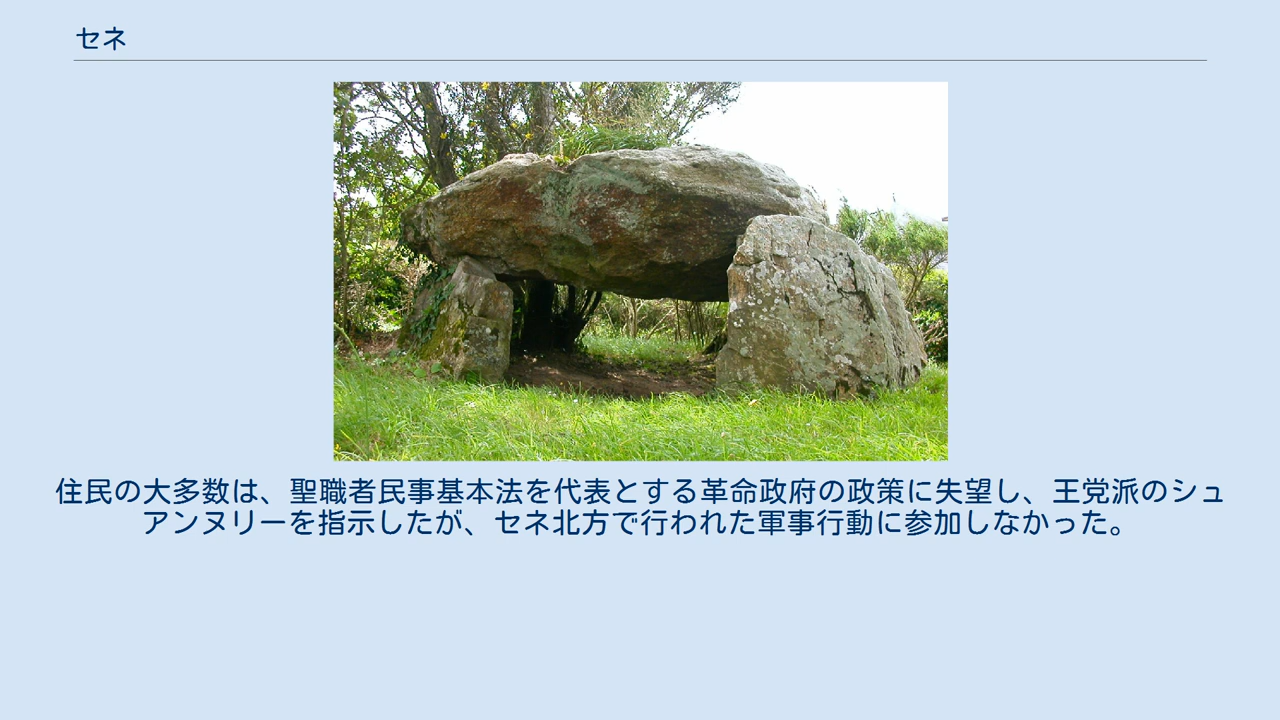 セネ
住民の大多数は、聖職者民事基本法を代表とする革命政府の政策に失望し、王党派のシュ
アンヌリーを指示したが、セネ北方で行われた軍事行動に参加しなかった。